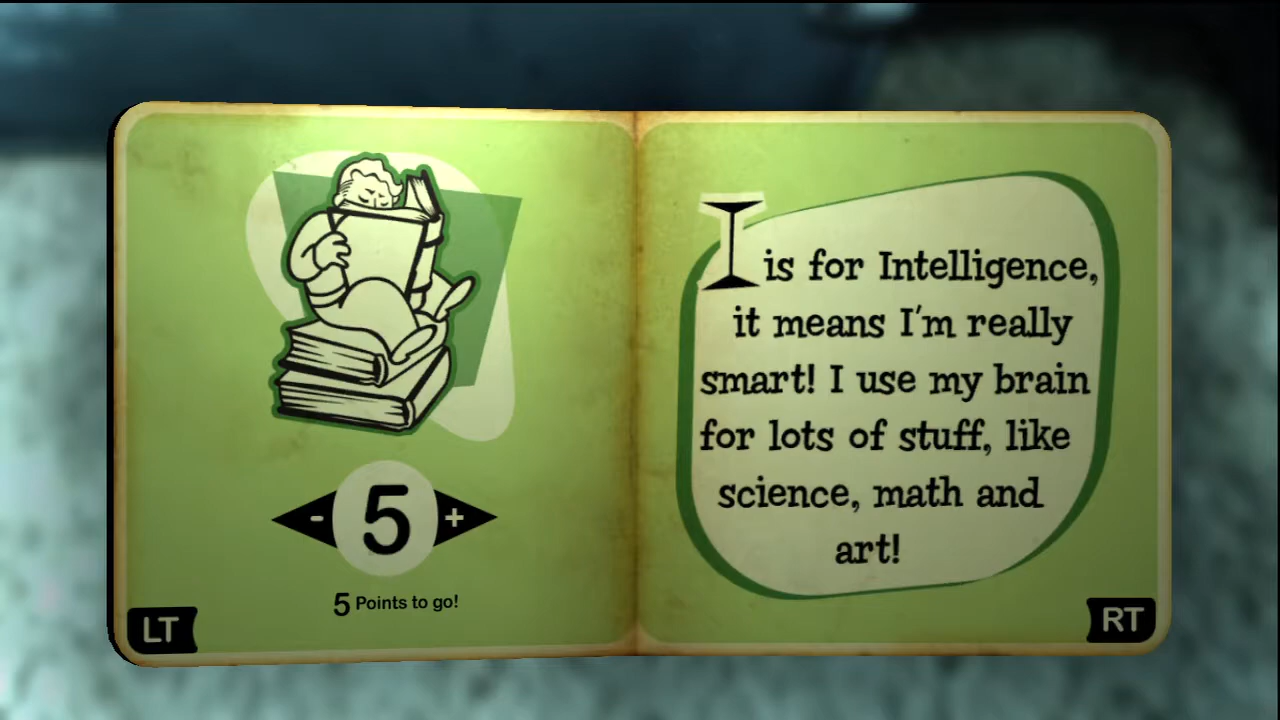 - 5 +
5 Points to go!
LT
I is for Intelligence,
it means I'm really
smart! I use my brain
for lots of stuff, like
science, math and
art!
RT